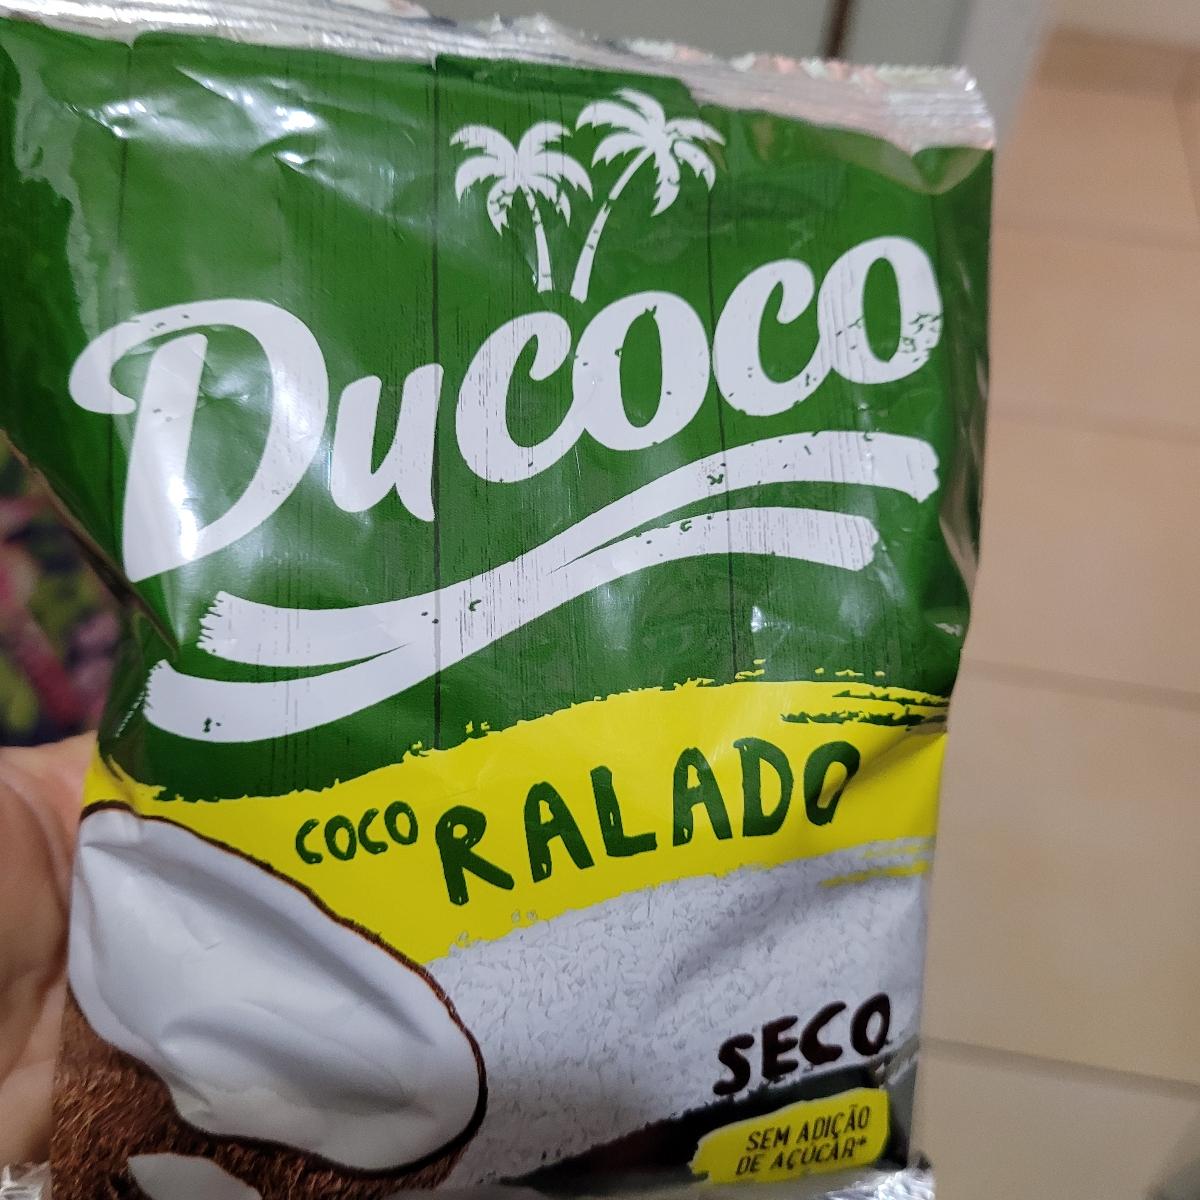 Ducoco
COCO RALADO
SECO
SEM ADIÇÃO
DE AÇÚCAR*